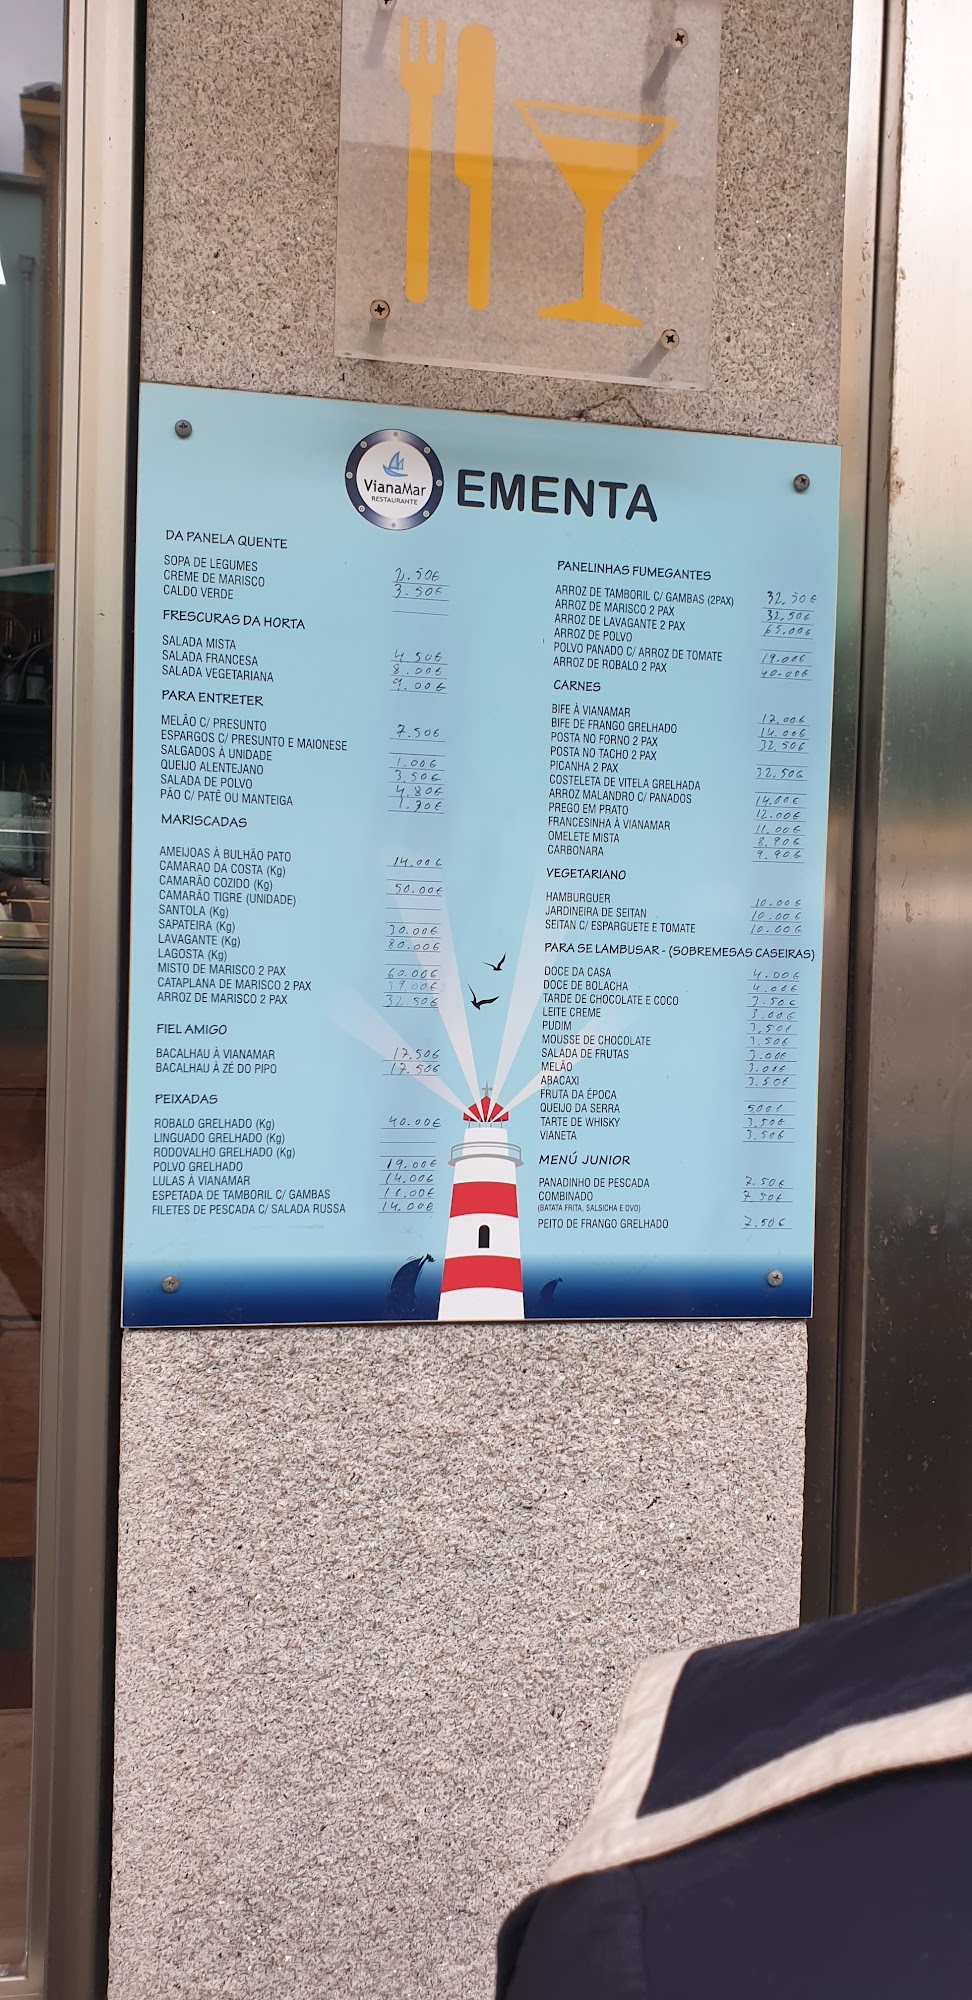 VianaMar
RESTAURANTE
EMENTA
DA PANELA QUENTE
SOPA DE LEGUMES 2.50€
CREME DE MARISCO 3.50€
CALDO VERDE
FRESCURAS DA HORTA
SALADA MISTA 4.50€
SALADA FRANCESA 8.00€
SALADA VEGETARIANA 9.00€
PARA ENTRETER
MELÃO C/ PRESUNTO 7.50€
ESPARGOS C/ PRESUNTO E MAIONESE
SALGADOS À UNIDADE 1.00€
QUEIJO ALENTEJANO 3,50€
SALADA DE POLVO 4.80€
PÃO C/ PATÊ OU MANTEIGA 1.90€
MARISCADAS
AMEIJOAS À BULHÃO PATO 14.00€
CAMARAO DA COSTA (Kg)
CAMARÃO COZIDO (Kg) 50.00€
CAMARÃO TIGRE (UNIDADE)
SANTOLA (Kg)
SAPATEIRA (Kg) 30.00€
LAVAGANTE (Kg) 80.00€
LAGOSTA (Kg)
MISTO DE MARISCO 2 PAX 60.00€
CATAPLANA DE MARISCO 2 PAX 39.00€
ARROZ DE MARISCO 2 PAX 32.50€
FIEL AMIGO
BACALHAU À VIANAMAR 17,50€
BACALHAU À ZÉ DO PIPO 17.50€
PEIXADAS
ROBALO GRELHADO (Kg) 40.00€
LINGUADO GRELHADO (Kg)
RODOVALHO GRELHADO (Kg)
POLVO GRELHADO 19.00€
LULAS À VIANAMAR 14.00€
ESPETADA DE TAMBORIL C/ GAMBAS
FILETES DE PESCADA C/ SALADA RUSSA 14.00€
PANELINHAS FUMEGANTES
ARROZ DE TAMBORIL C/ GAMBAS (2PAX) 32,50€
ARROZ DE MARISCO 2 PAX 32,50€
ARROZ DE LAVAGANTE 2 PAX 65.00€
ARROZ DE POLVO
POLVO PANADO C/ ARROZ DE TOMATE 19.00€
ARROZ DE ROBALO 2 PAX 40.00€
CARNES
BIFE À VIANAMAR 17.00€
BIFE DE FRANGO GRELHADO 14.00€
POSTA NO FORNO 2 PAX 32,50€
POSTA NO TACHO 2 PAX
PICANHA 2 PAX 32.50€
COSTELETA DE VITELA GRELHADA
ARROZ MALANDRO C/ PANADOS 14.00€
PREGO EM PRATO 12.00€
FRANCESINHA À VIANAMAR 11.00€
OMELETE MISTA 8.90€
CARBONARA 9.90€
VEGETARIANO
HAMBURGUER 10.00€
JARDINEIRA DE SEITAN 10.00€
SEITAN C/ ESPARGUETE E TOMATE 10.00€
PARA SE LAMBUSAR - (SOBREMESAS CASEIRAS)
DOCE DA CASA 4.00€
DOCE DE BOLACHA 4.00€
TARDE DE CHOCOLATE E COCO 3.50€
LEITE CREME 3.00€
PUDIM 3,50€
MOUSSE DE CHOCOLATE 3,50€
SALADA DE FRUTAS 3.00€
MELÃO 3.00€
ABACAXI 3,50€
FRUTA DA ÉPOCA
QUEIJO DA SERRA 5,00€
TARTE DE WHISKY 3,50€
VIANETA 3.50€
MENÚ JUNIOR
PANADINHO DE PESCADA 7.50€
COMBINADO 7,50€
(BATATA FRITA, SALSICHA E OVO)
PEITO DE FRANGO GRELHADO 7,50€